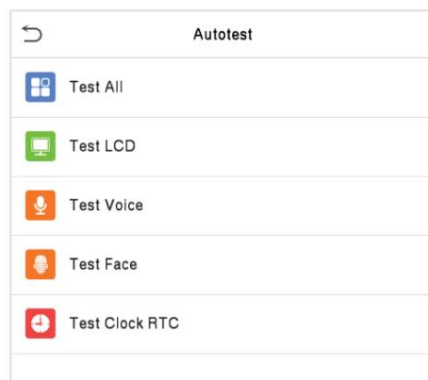 Autotest
Test All
Test LCD
Test Voice
Test Face
Test Clock RTC